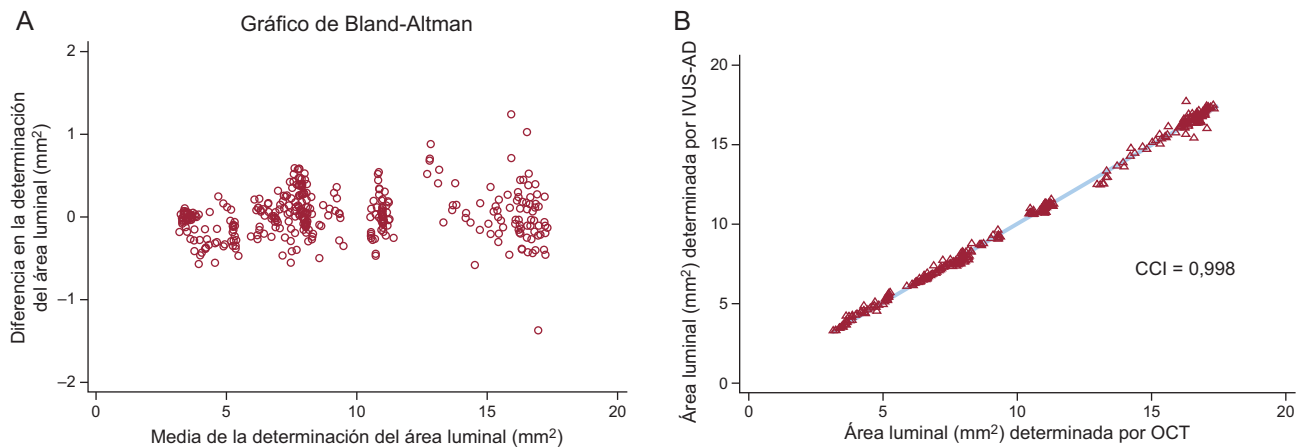 A
Gráfico de Bland-Altman
Diferencia en la determinación
del área luminal (mm²)
2
1
0
–1
–2
0
5
10
15
20
Media de la determinación del área luminal (mm²)
B
Área luminal (mm²) determinada por IVUS-AD
20
15
10
5
0
CCI = 0,998
0
5
10
15
20
Área luminal (mm²) determinada por OCT